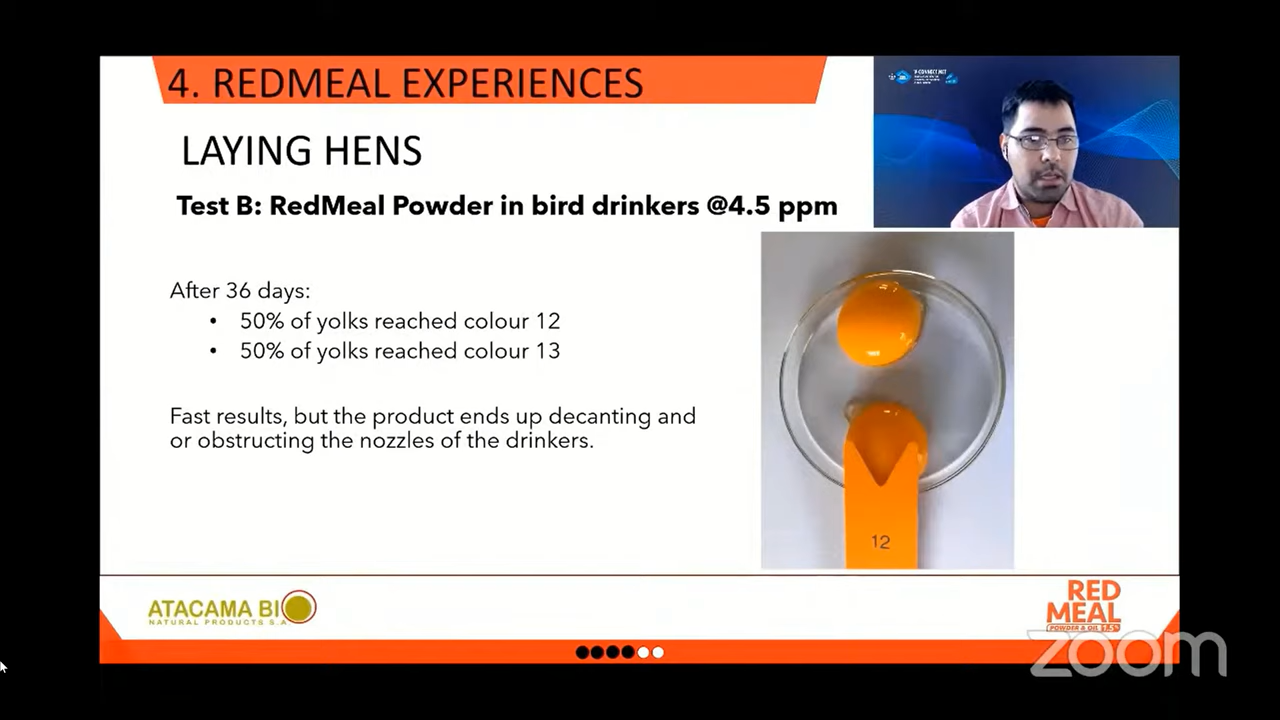 4. REDMEAL EXPERIENCES
LAYING HENS
Test B: RedMeal Powder in bird drinkers @4.5 ppm
After 36 days:
• 50% of yolks reached colour 12
• 50% of yolks reached colour 13
Fast results, but the product ends up decanting and
or obstructing the nozzles of the drinkers.
12
ATACAMA BIO
NATURAL PRODUCTS S.A
RED
MEAL
POWDER & OIL 1.5%
zoom